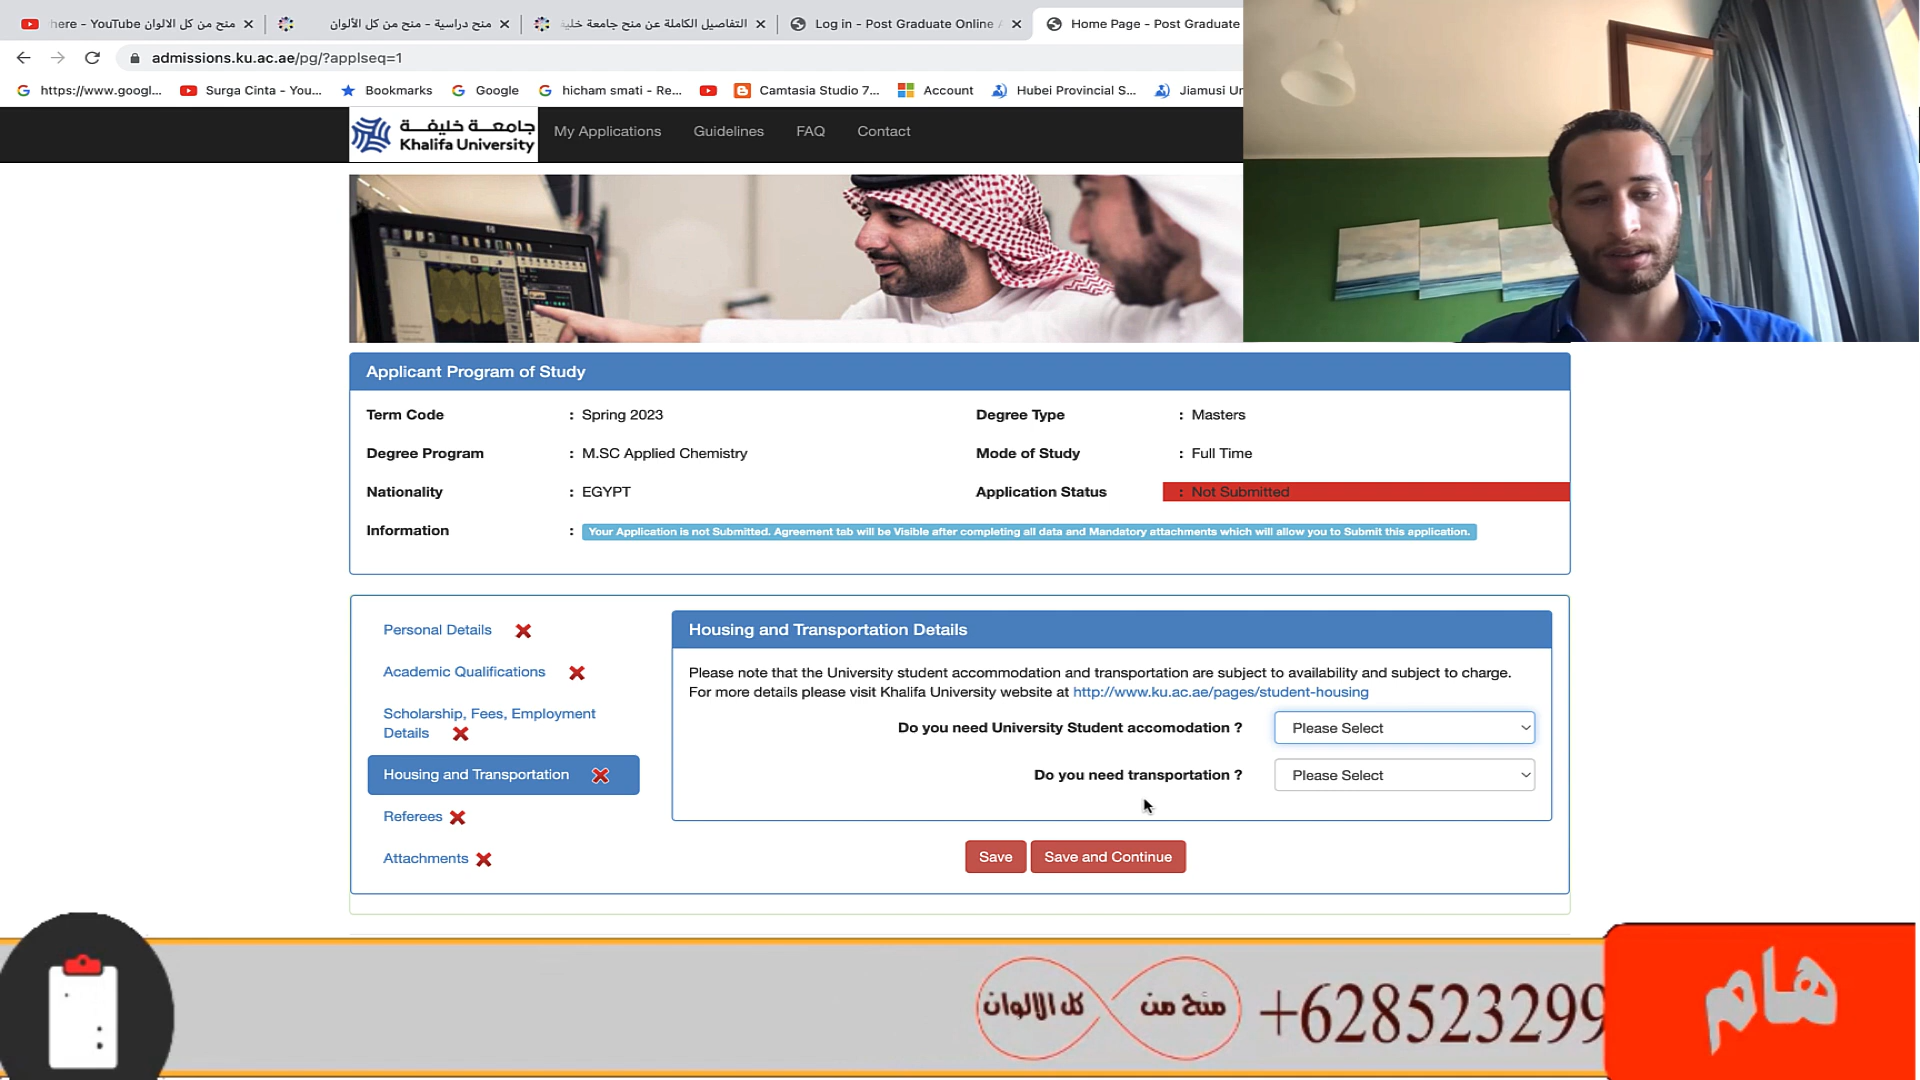 منح من كل الالوان here - YouTube
منح دراسية - منح من كل الألوان
التفاصيل الكاملة عن منح جامعة
Log in - Post Graduate Online
Home Page - Post Graduate
admissions.ku.ac.ae/pg/?applseq=1
https://www.googl...
Surga Cinta - You...
Bookmarks
Google
hicham smati - Re...
Camtasia Studio 7...
Account
Hubei Provincial S...
Jiamusi
جامعة خليفة
Khalifa University
My Applications
Guidelines
FAQ
Contact
Applicant Program of Study
Term Code : Spring 2023
Degree Type : Masters
Degree Program : M.SC Applied Chemistry
Mode of Study : Full Time
Nationality : EGYPT
Application Status : Not Submitted
Information : Your Application is not Submitted. Agreement tab will be Visible after completing all data and Mandatory attachments which will allow you to Submit this application.
Personal Details
Academic Qualifications
Scholarship, Fees, Employment
Details
Housing and Transportation
Referees
Attachments
Housing and Transportation Details
Please note that the University student accommodation and transportation are subject to availability and subject to charge.
For more details please visit Khalifa University website at http://www.ku.ac.ae/pages/student-housing
Do you need University Student accomodation ? Please Select
Do you need transportation ? Please Select
Save
Save and Continue
منح من كل الالوان
+628523299
هام